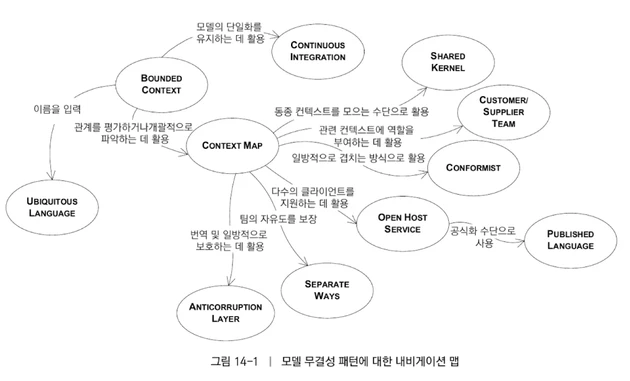 모델의 단일화를
유지하는 데 활용
CONTINUOUS
INTEGRATION
BOUNDED
CONTEXT
SHARED
KERNEL
이름을 입력
관계를 평가하거나개괄적으로
파악하는 데 활용
동종 컨텍스트를 모으는 수단으로 활용
CUSTOMER/
SUPPLIER
TEAM
관련 컨텍스트에 역할을
부여하는 데 활용
CONTEXT MAP
일방적으로 겹치는 방식으로 활용
CONFORMIST
UBIQUITOUS
LANGUAGE
다수의 클라이언트를
지원하는 데 활용
팀의 자유도를 보장
OPEN HOST
SERVICE
공식화 수단으로
사용
PUBLISHED
LANGUAGE
번역 및 일방적으로
보호하는 데 활용
SEPARATE
WAYS
ANTICORRUPTION
LAYER
그림 14-1 | 모델 무결성 패턴에 대한 내비게이션 맵